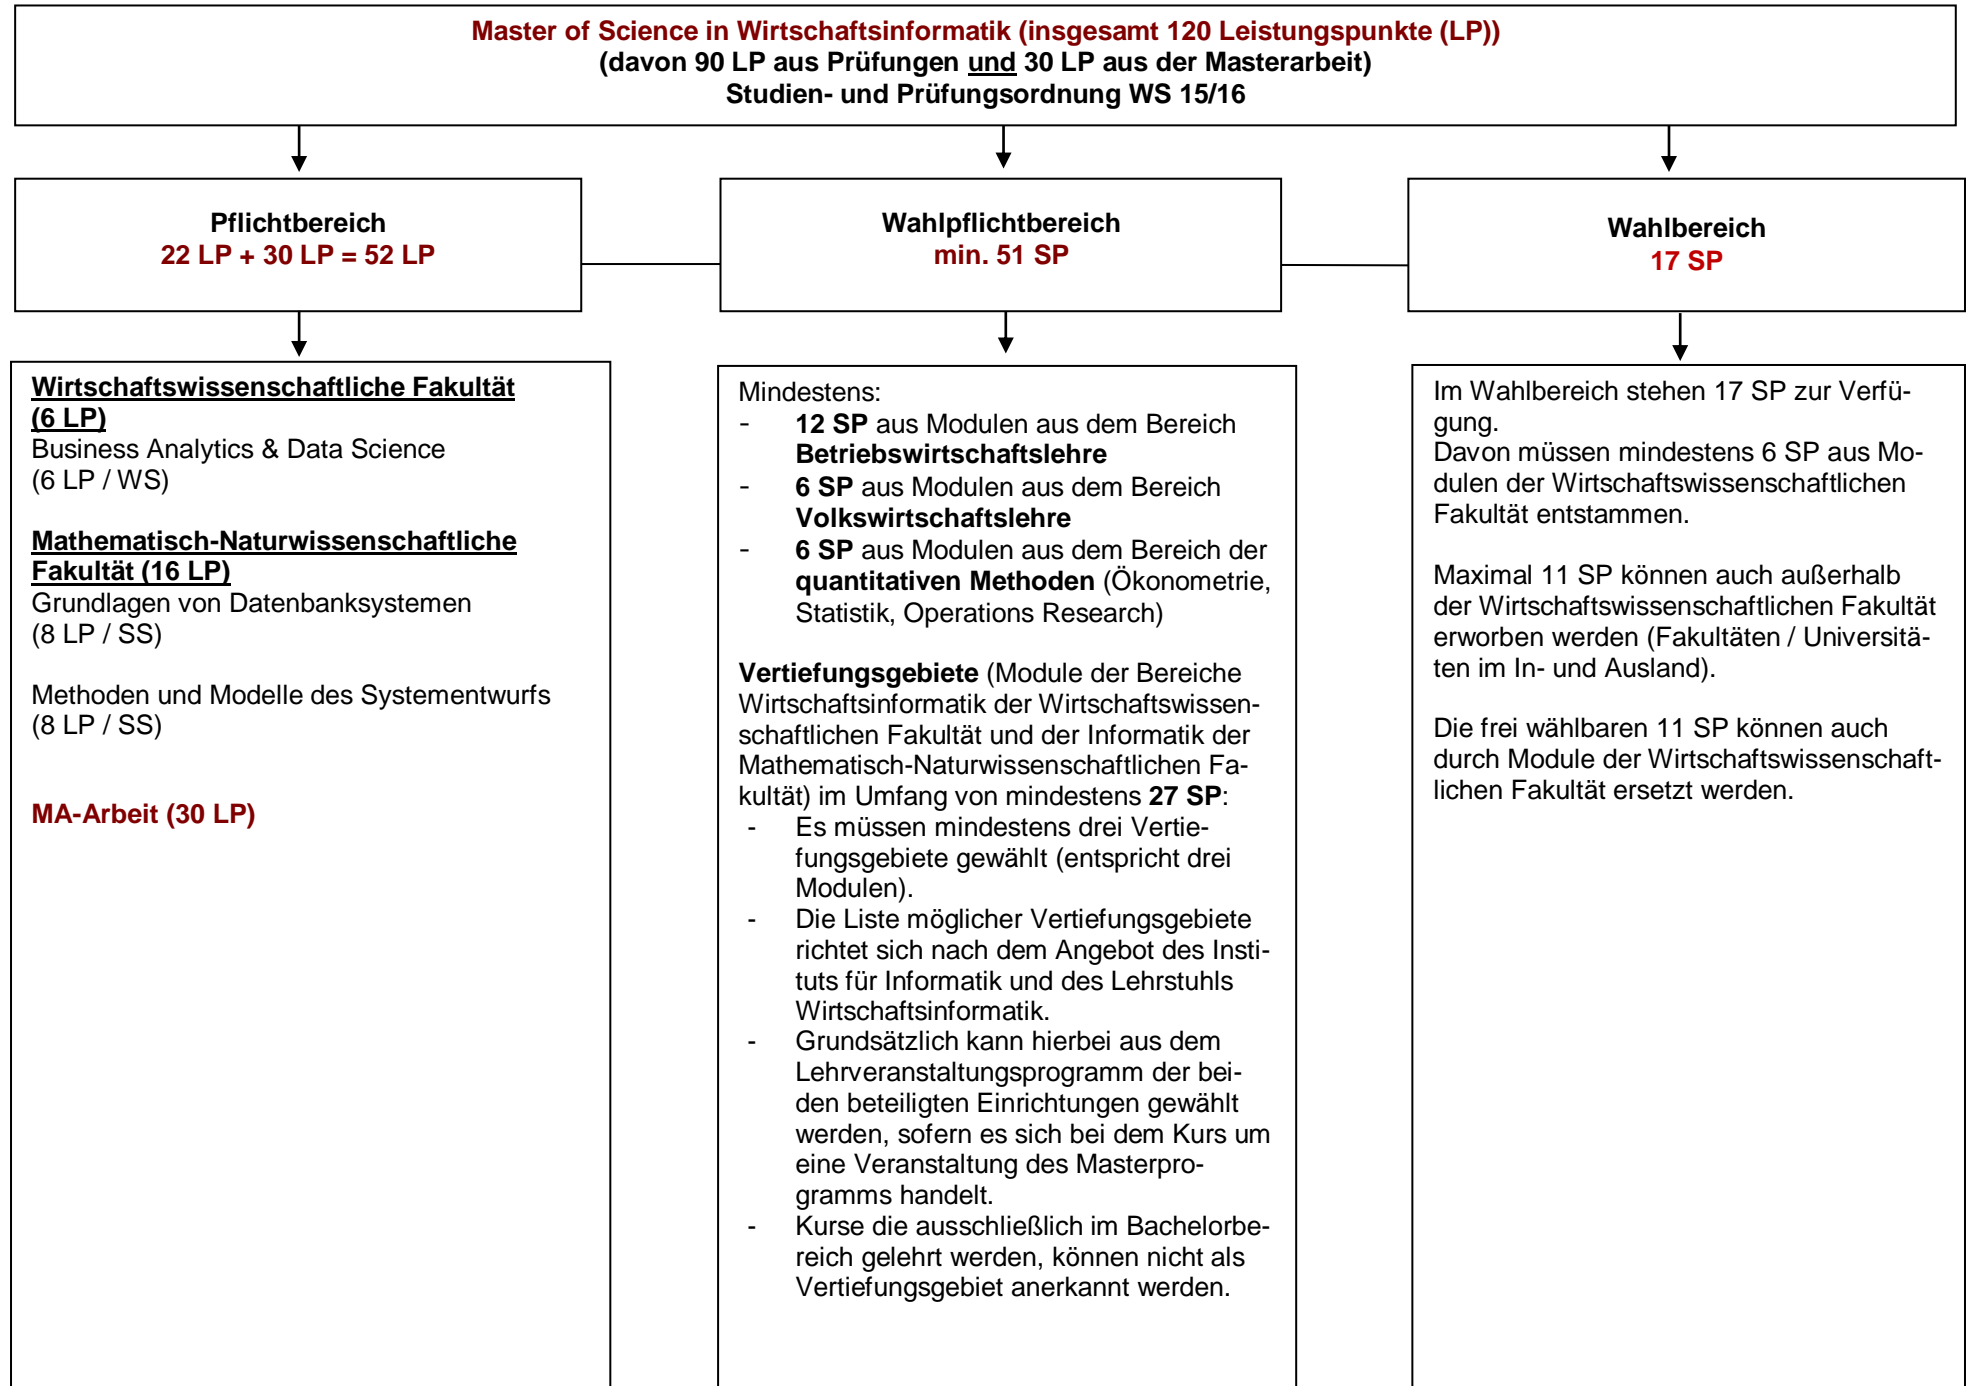 Master of Science in Wirtschaftsinformatik (insgesamt 120 Leistungspunkte (LP))
(davon 90 LP aus Prüfungen und 30 LP aus der Masterarbeit)
Studien- und Prüfungsordnung WS 15/16
Pflichtbereich
22 LP + 30 LP = 52 LP
Wahlpflichtbereich
min. 51 SP
Wahlbereich
17 SP
Wirtschaftswissenschaftliche Fakultät
(6 LP)
Business Analytics & Data Science
(6 LP / WS)
Mathematisch-Naturwissenschaftliche
Fakultät (16 LP)
Grundlagen von Datenbanksystemen
(8 LP / SS)
Methoden und Modelle des Systementwurfs
(8 LP / SS)
MA-Arbeit (30 LP)
Mindestens:
- 12 SP aus Modulen aus dem Bereich
Betriebswirtschaftslehre
- 6 SP aus Modulen aus dem Bereich
Volkswirtschaftslehre
- 6 SP aus Modulen aus dem Bereich der
quantitativen Methoden (Ökonometrie,
Statistik, Operations Research)
Vertiefungsgebiete (Module der Bereiche
Wirtschaftsinformatik der Wirtschaftswissen-
schaftlichen Fakultät und der Informatik der
Mathematisch-Naturwissenschaftlichen Fa-
kultät) im Umfang von mindestens 27 SP:
- Es müssen mindestens drei Vertie-
fungsgebiete gewählt (entspricht drei
Modulen).
- Die Liste möglicher Vertiefungsgebiete
richtet sich nach dem Angebot des Insti-
tuts für Informatik und des Lehrstuhls
Wirtschaftsinformatik.
- Grundsätzlich kann hierbei aus dem
Lehrveranstaltungsprogramm der bei-
den beteiligten Einrichtungen gewählt
werden, sofern es sich bei dem Kurs um
eine Veranstaltung des Masterpro-
gramms handelt.
- Kurse die ausschließlich im Bachelorbe-
reich gelehrt werden, können nicht als
Vertiefungsgebiet anerkannt werden.
Im Wahlbereich stehen 17 SP zur Verfü-
gung.
Davon müssen mindestens 6 SP aus Mo-
dulen der Wirtschaftswissenschaftlichen
Fakultät entstammen.
Maximal 11 SP können auch außerhalb
der Wirtschaftswissenschaftlichen Fakultät
erworben werden (Fakultäten / Universitä-
ten im In- und Ausland).
Die frei wählbaren 11 SP können auch
durch Module der Wirtschaftswissenschaft-
lichen Fakultät ersetzt werden.